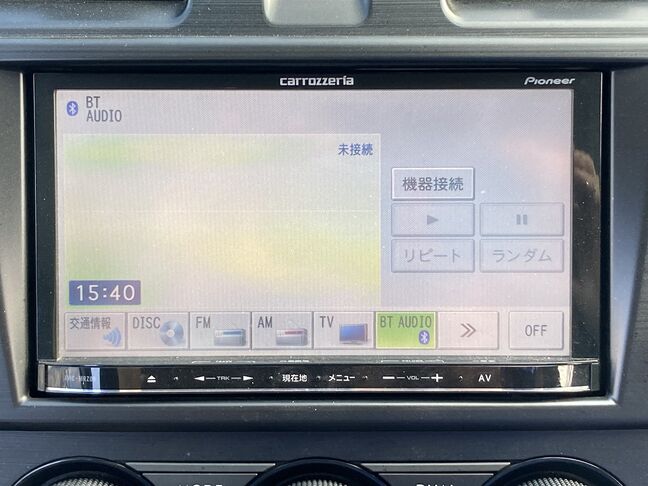 carrozzeria
Pioneer
BT
AUDIO
未接続
機器接続
リピート
ランダム
15:40
交通情報
DISC
FM
AM
TV
BT AUDIO
OFF
TRK
現在地
メニュー
VOL
AV